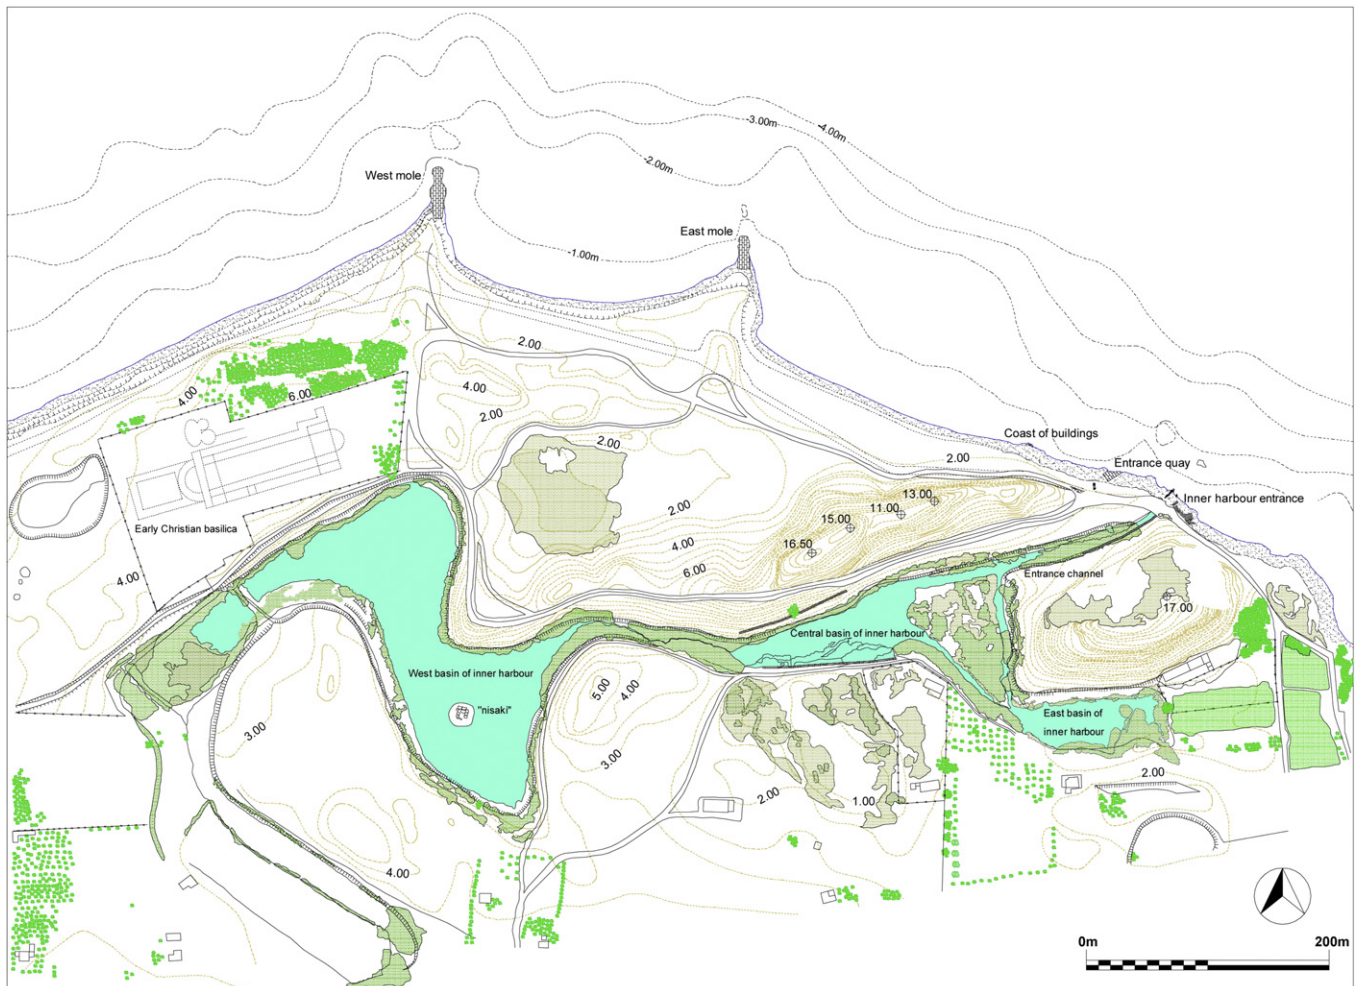 -3.00m
-4.00m
-2.00m
West mole
East mole
-1.00m
2.00
4.00
4.00
6.00
2.00
2.00
Coast of buildings
2.00
Entrance quay
13.00
Inner harbour entrance
2.00
11.00
15.00
Early Christian basilica
4.00
16.50
6.00
Entrance channel
4.00
17.00
Central basin of inner harbour
West basin of inner harbour
5.00
4.00
"nisaki"
East basin of
inner harbour
3.00
3.00
2.00
2.00
1.00
4.00
0m
200m